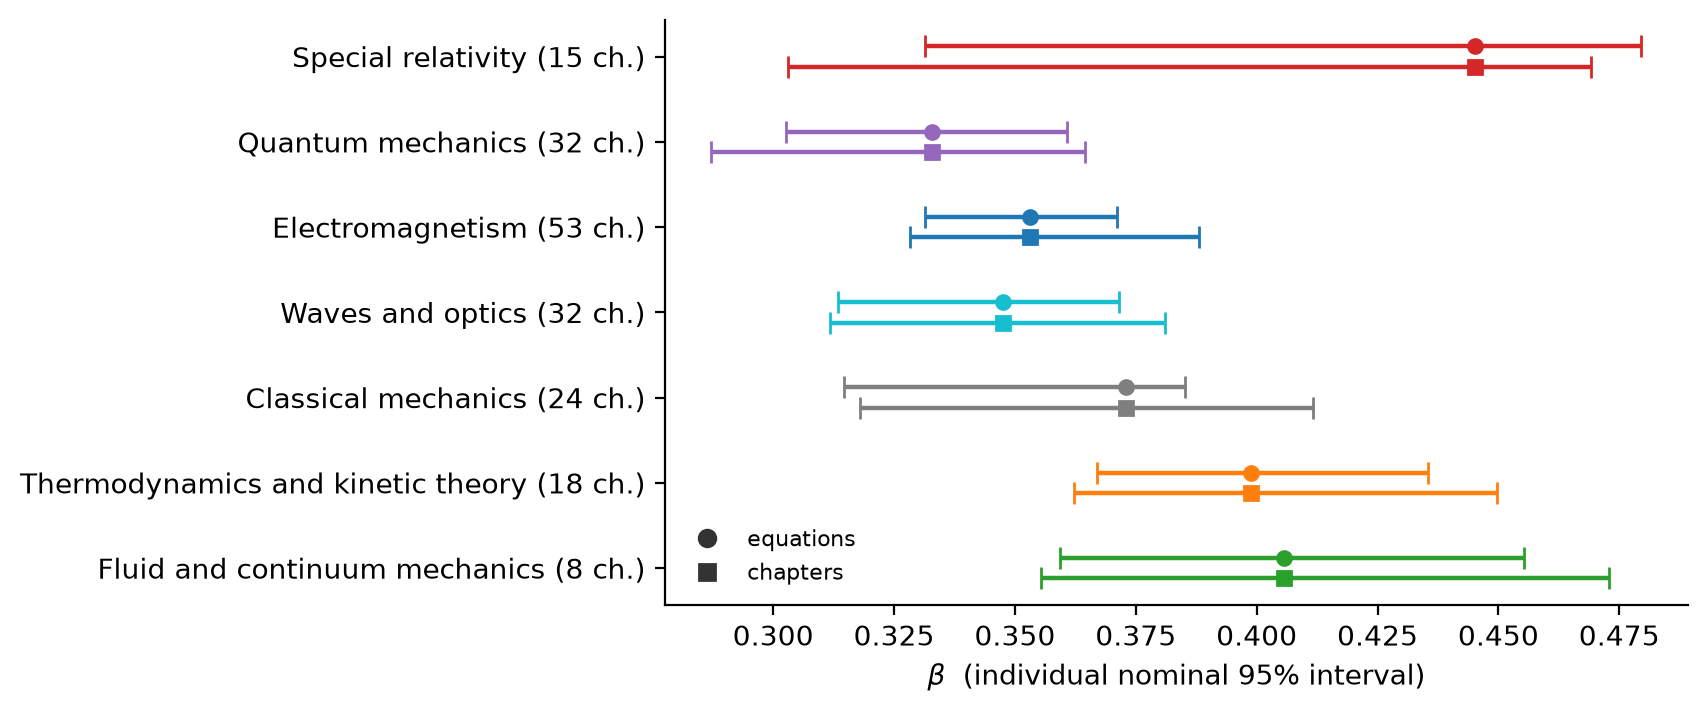 Special relativity (15 ch.)
Quantum mechanics (32 ch.)
Electromagnetism (53 ch.)
Waves and optics (32 ch.)
Classical mechanics (24 ch.)
Thermodynamics and kinetic theory (18 ch.)
equations
Fluid and continuum mechanics (8 ch.)
chapters
0.300 0.325 0.350 0.375 0.400 0.425 0.450 0.475
β (individual nominal 95% interval)